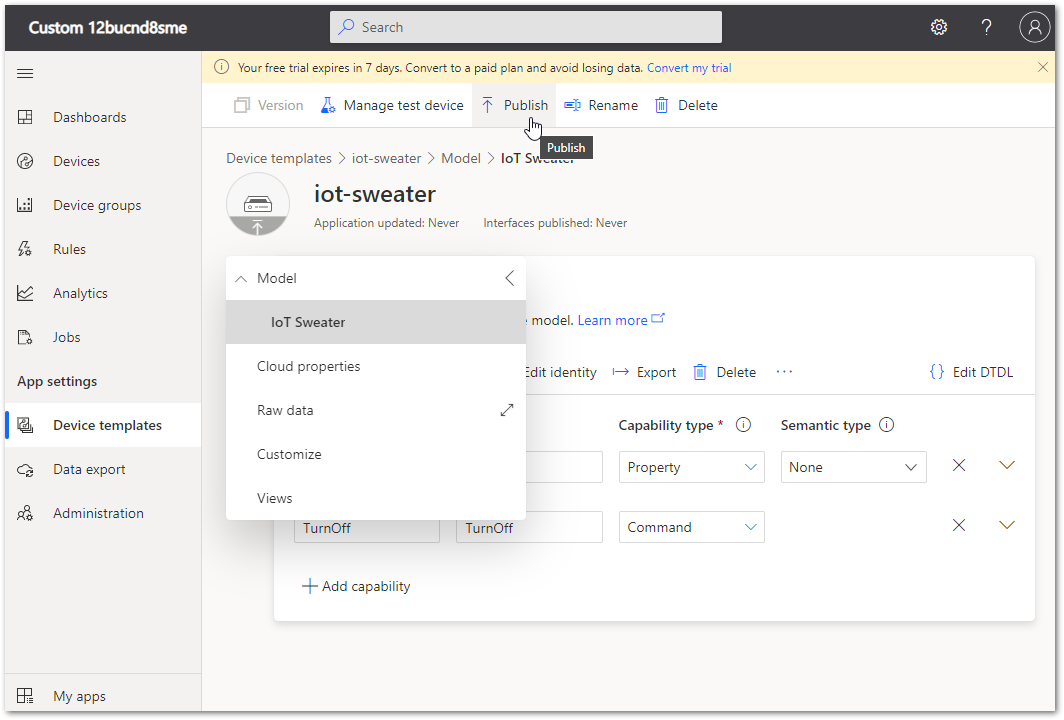 Custom 12bucnd8sme
Search
Your free trial expires in 7 days. Convert to a paid plan and avoid losing data. Convert my trial
Version
Manage test device
Publish
Rename
Delete
Publish
Dashboards
Devices
Device groups
Rules
Analytics
Jobs
App settings
Device templates
Data export
Administration
My apps
Device templates > iot-sweater > Model > IoT Sweater
iot-sweater
Application updated: Never
Interfaces published: Never
Model
IoT Sweater
Cloud properties
Raw data
Customize
Views
model. Learn more
Edit identity
Export
Delete
...
{} Edit DTDL
Capability type *
Semantic type
Property
None
TurnOff
TurnOff
Command
Add capability